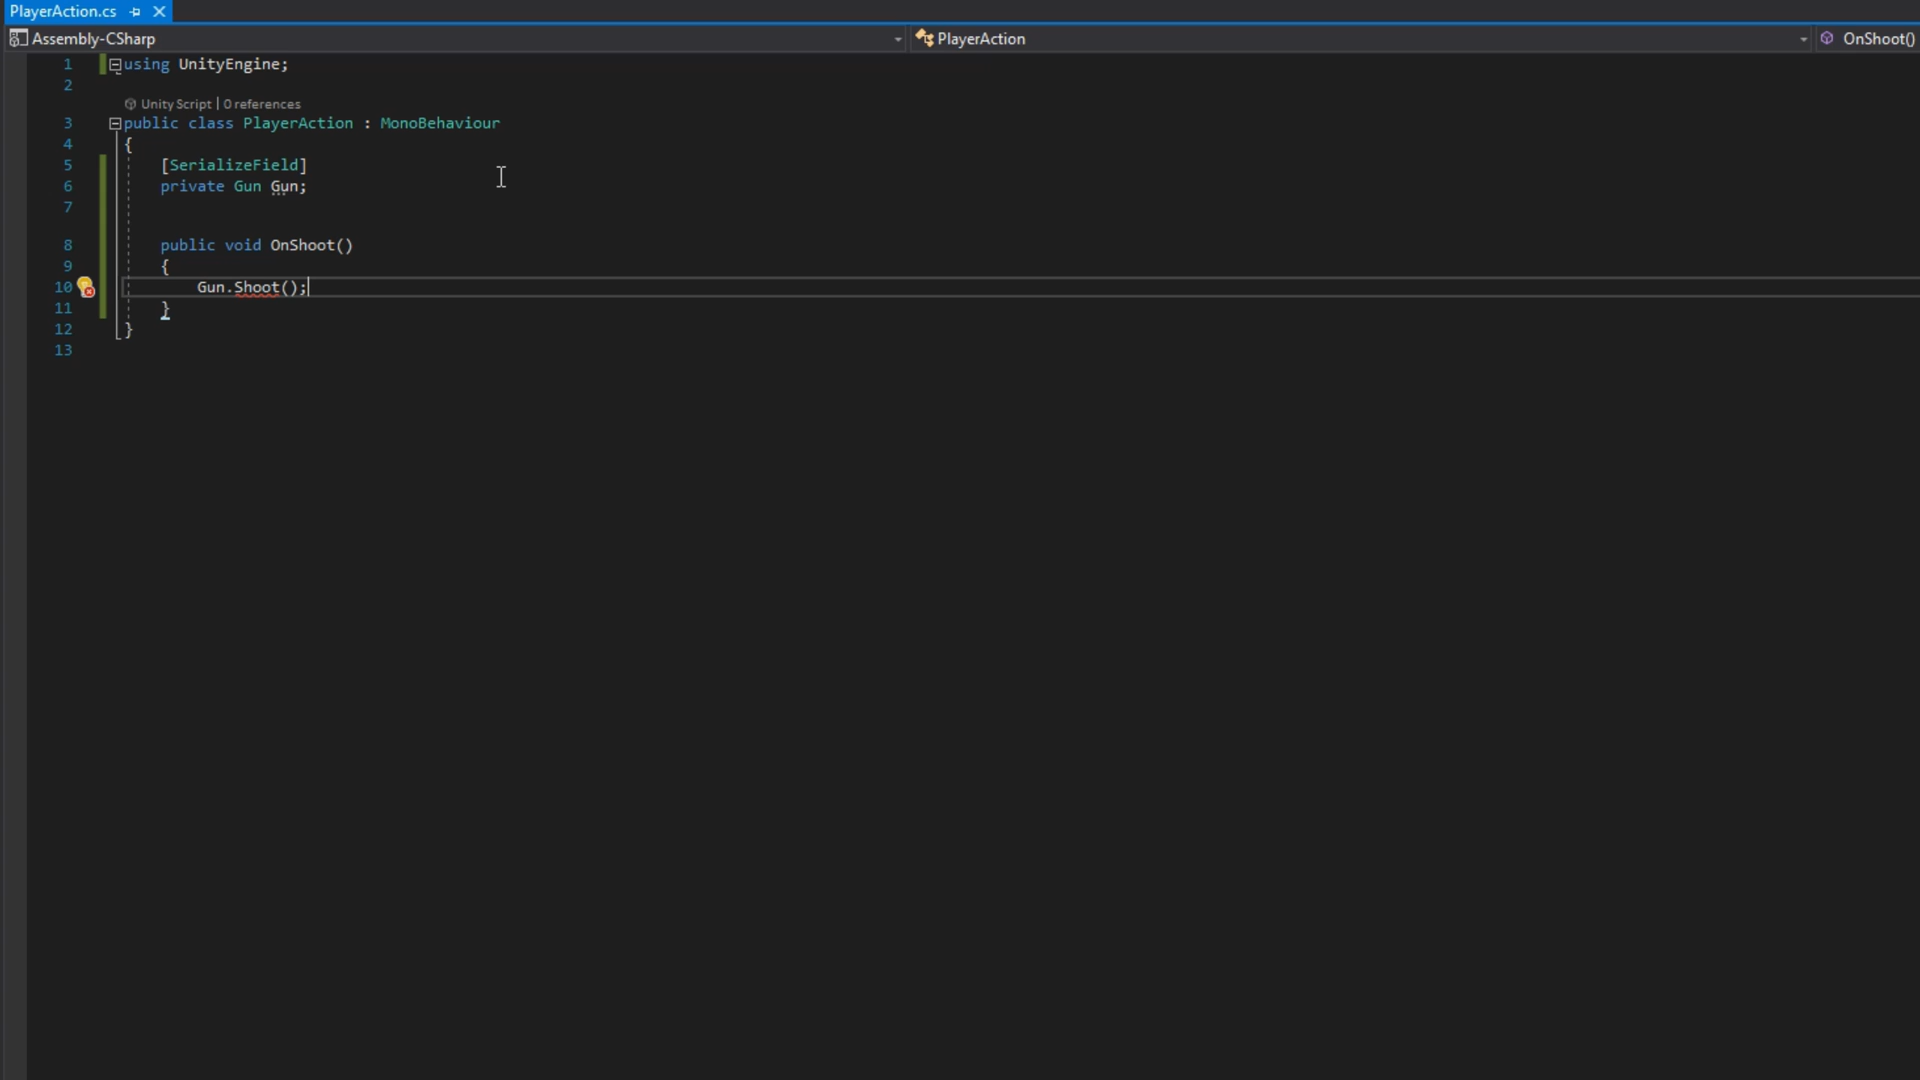 PlayerAction.cs
Assembly-CSharp PlayerAction OnShoot()
1 using UnityEngine;
2
Unity Script | 0 references
3 public class PlayerAction : MonoBehaviour
4 {
5 [SerializeField]
6 private Gun Gun;
7
8 public void OnShoot()
9 {
10 Gun.Shoot();
11 }
12 }
13